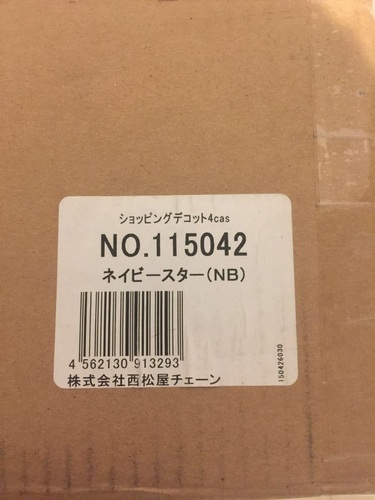 ショッピングデコット4cas
NO.115042
ネイビースター(NB)
4 562130 913293
株式会社西松屋チェーン
150426030